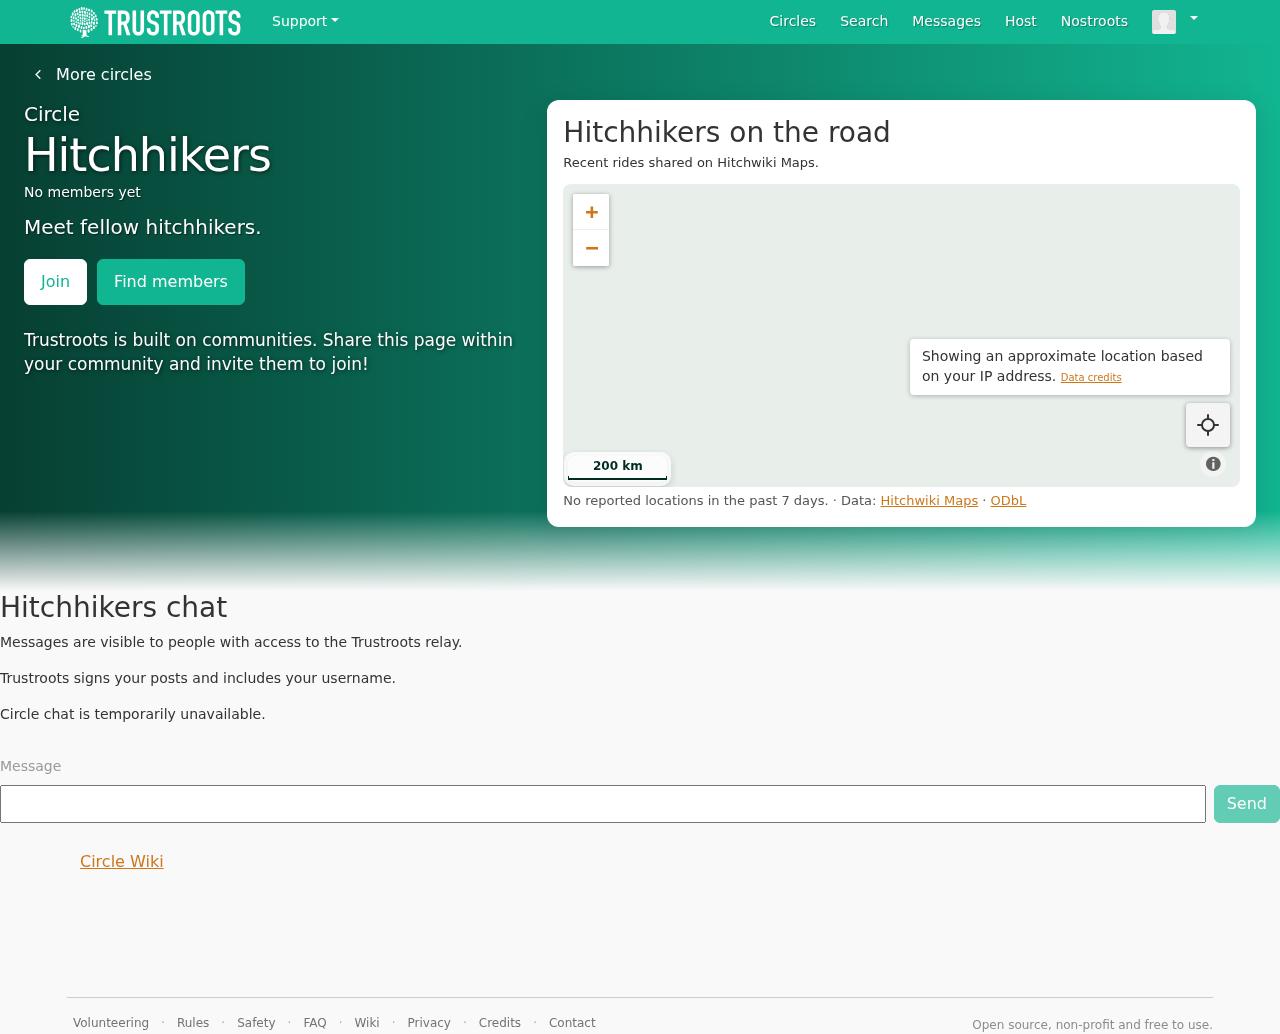 TRUSTROOTS
Support
Circles
Search
Messages
Host
Nostroots
More circles
Circle
Hitchhikers
No members yet
Meet fellow hitchhikers.
Join
Find members
Trustroots is built on communities. Share this page within
your community and invite them to join!
Hitchhikers on the road
Recent rides shared on Hitchwiki Maps.
+
−
Showing an approximate location based
on your IP address. Data credits
200 km
No reported locations in the past 7 days. · Data: Hitchwiki Maps · ODbL
Hitchhikers chat
Messages are visible to people with access to the Trustroots relay.
Trustroots signs your posts and includes your username.
Circle chat is temporarily unavailable.
Message
Send
Circle Wiki
Volunteering · Rules · Safety · FAQ · Wiki · Privacy · Credits · Contact
Open source, non-profit and free to use.